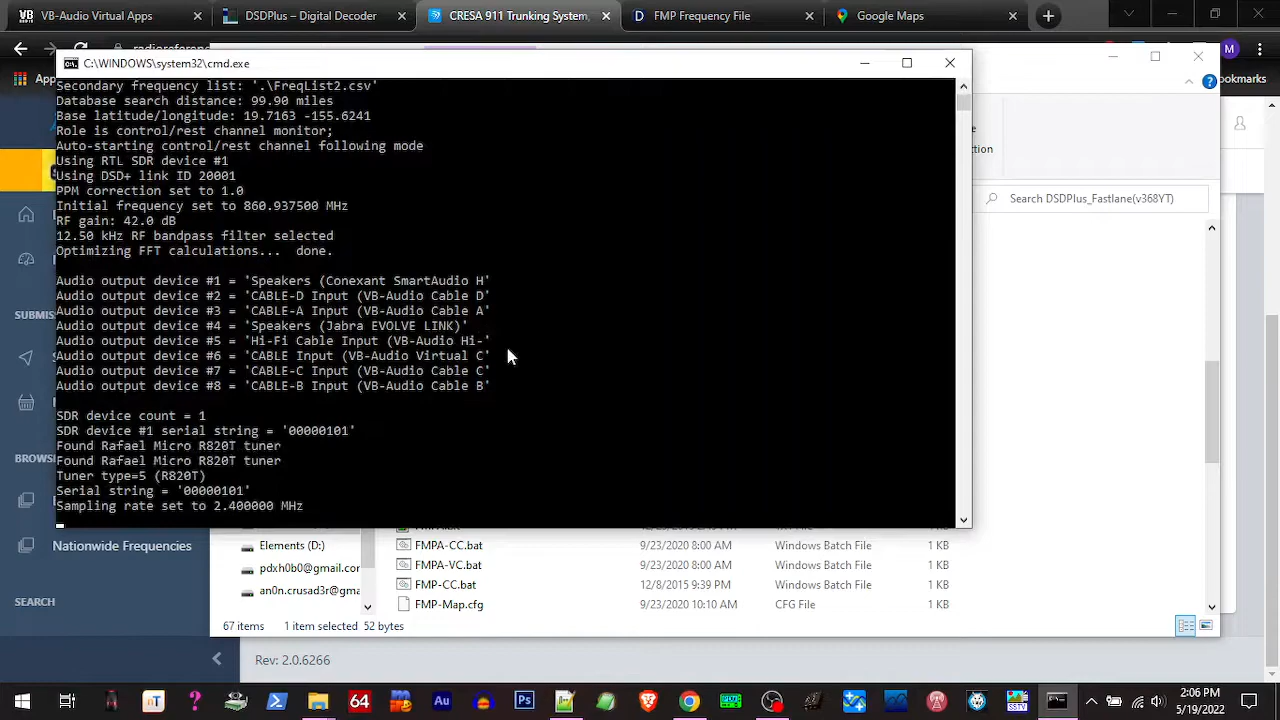 VB-Audio Virtual Apps
DSDPlus – Digital Decoder
CRESA 911 Trunking System,
FMP Frequency File
Google Maps
radioreference
M
App
Bookmarks
C:\WINDOWS\system32\cmd.exe
Secondary frequency list: '.\FreqList2.csv'
Database search distance: 99.90 miles
Base latitude/longitude: 19.7163 -155.6241
Role is control/rest channel monitor;
Auto-starting control/rest channel following mode
Using RTL SDR device #1
Using DSD+ link ID 20001
PPM correction set to 1.0
Initial frequency set to 860.937500 MHz
RF gain: 42.0 dB
12.50 kHz RF bandpass filter selected
Optimizing FFT calculations...  done.
Audio output device #1 = 'Speakers (Conexant SmartAudio H'
Audio output device #2 = 'CABLE-D Input (VB-Audio Cable D'
Audio output device #3 = 'CABLE-A Input (VB-Audio Cable A'
Audio output device #4 = 'Speakers (Jabra EVOLVE LINK)'
Audio output device #5 = 'Hi-Fi Cable Input (VB-Audio Hi-'
Audio output device #6 = 'CABLE Input (VB-Audio Virtual C'
Audio output device #7 = 'CABLE-C Input (VB-Audio Cable C'
Audio output device #8 = 'CABLE-B Input (VB-Audio Cable B'
SDR device count = 1
SDR device #1 serial string = '00000101'
Found Rafael Micro R820T tuner
Found Rafael Micro R820T tuner
Tuner type=5 (R820T)
Serial string = '00000101'
Sampling rate set to 2.400000 MHz
e
ction
Search DSDPlus_Fastlane(v368YT)
SUBMIS
BROWS
Nationwide Frequencies
SEARCH
Elements (D:)
pdxh0b0@gmail.cor
an0n.crusad3r@gma
FMPA-CC.bat 9/23/2020 8:00 AM Windows Batch File 1 KB
FMPA-VC.bat 9/23/2020 8:00 AM Windows Batch File 1 KB
FMP-CC.bat 12/8/2015 9:39 PM Windows Batch File 1 KB
FMP-Map.cfg 9/23/2020 10:10 AM CFG File 1 KB
67 items 1 item selected 52 bytes
Rev: 2.0.6266
nT
64
Au
Ps
SSTV
2:06 PM
5/19/2022